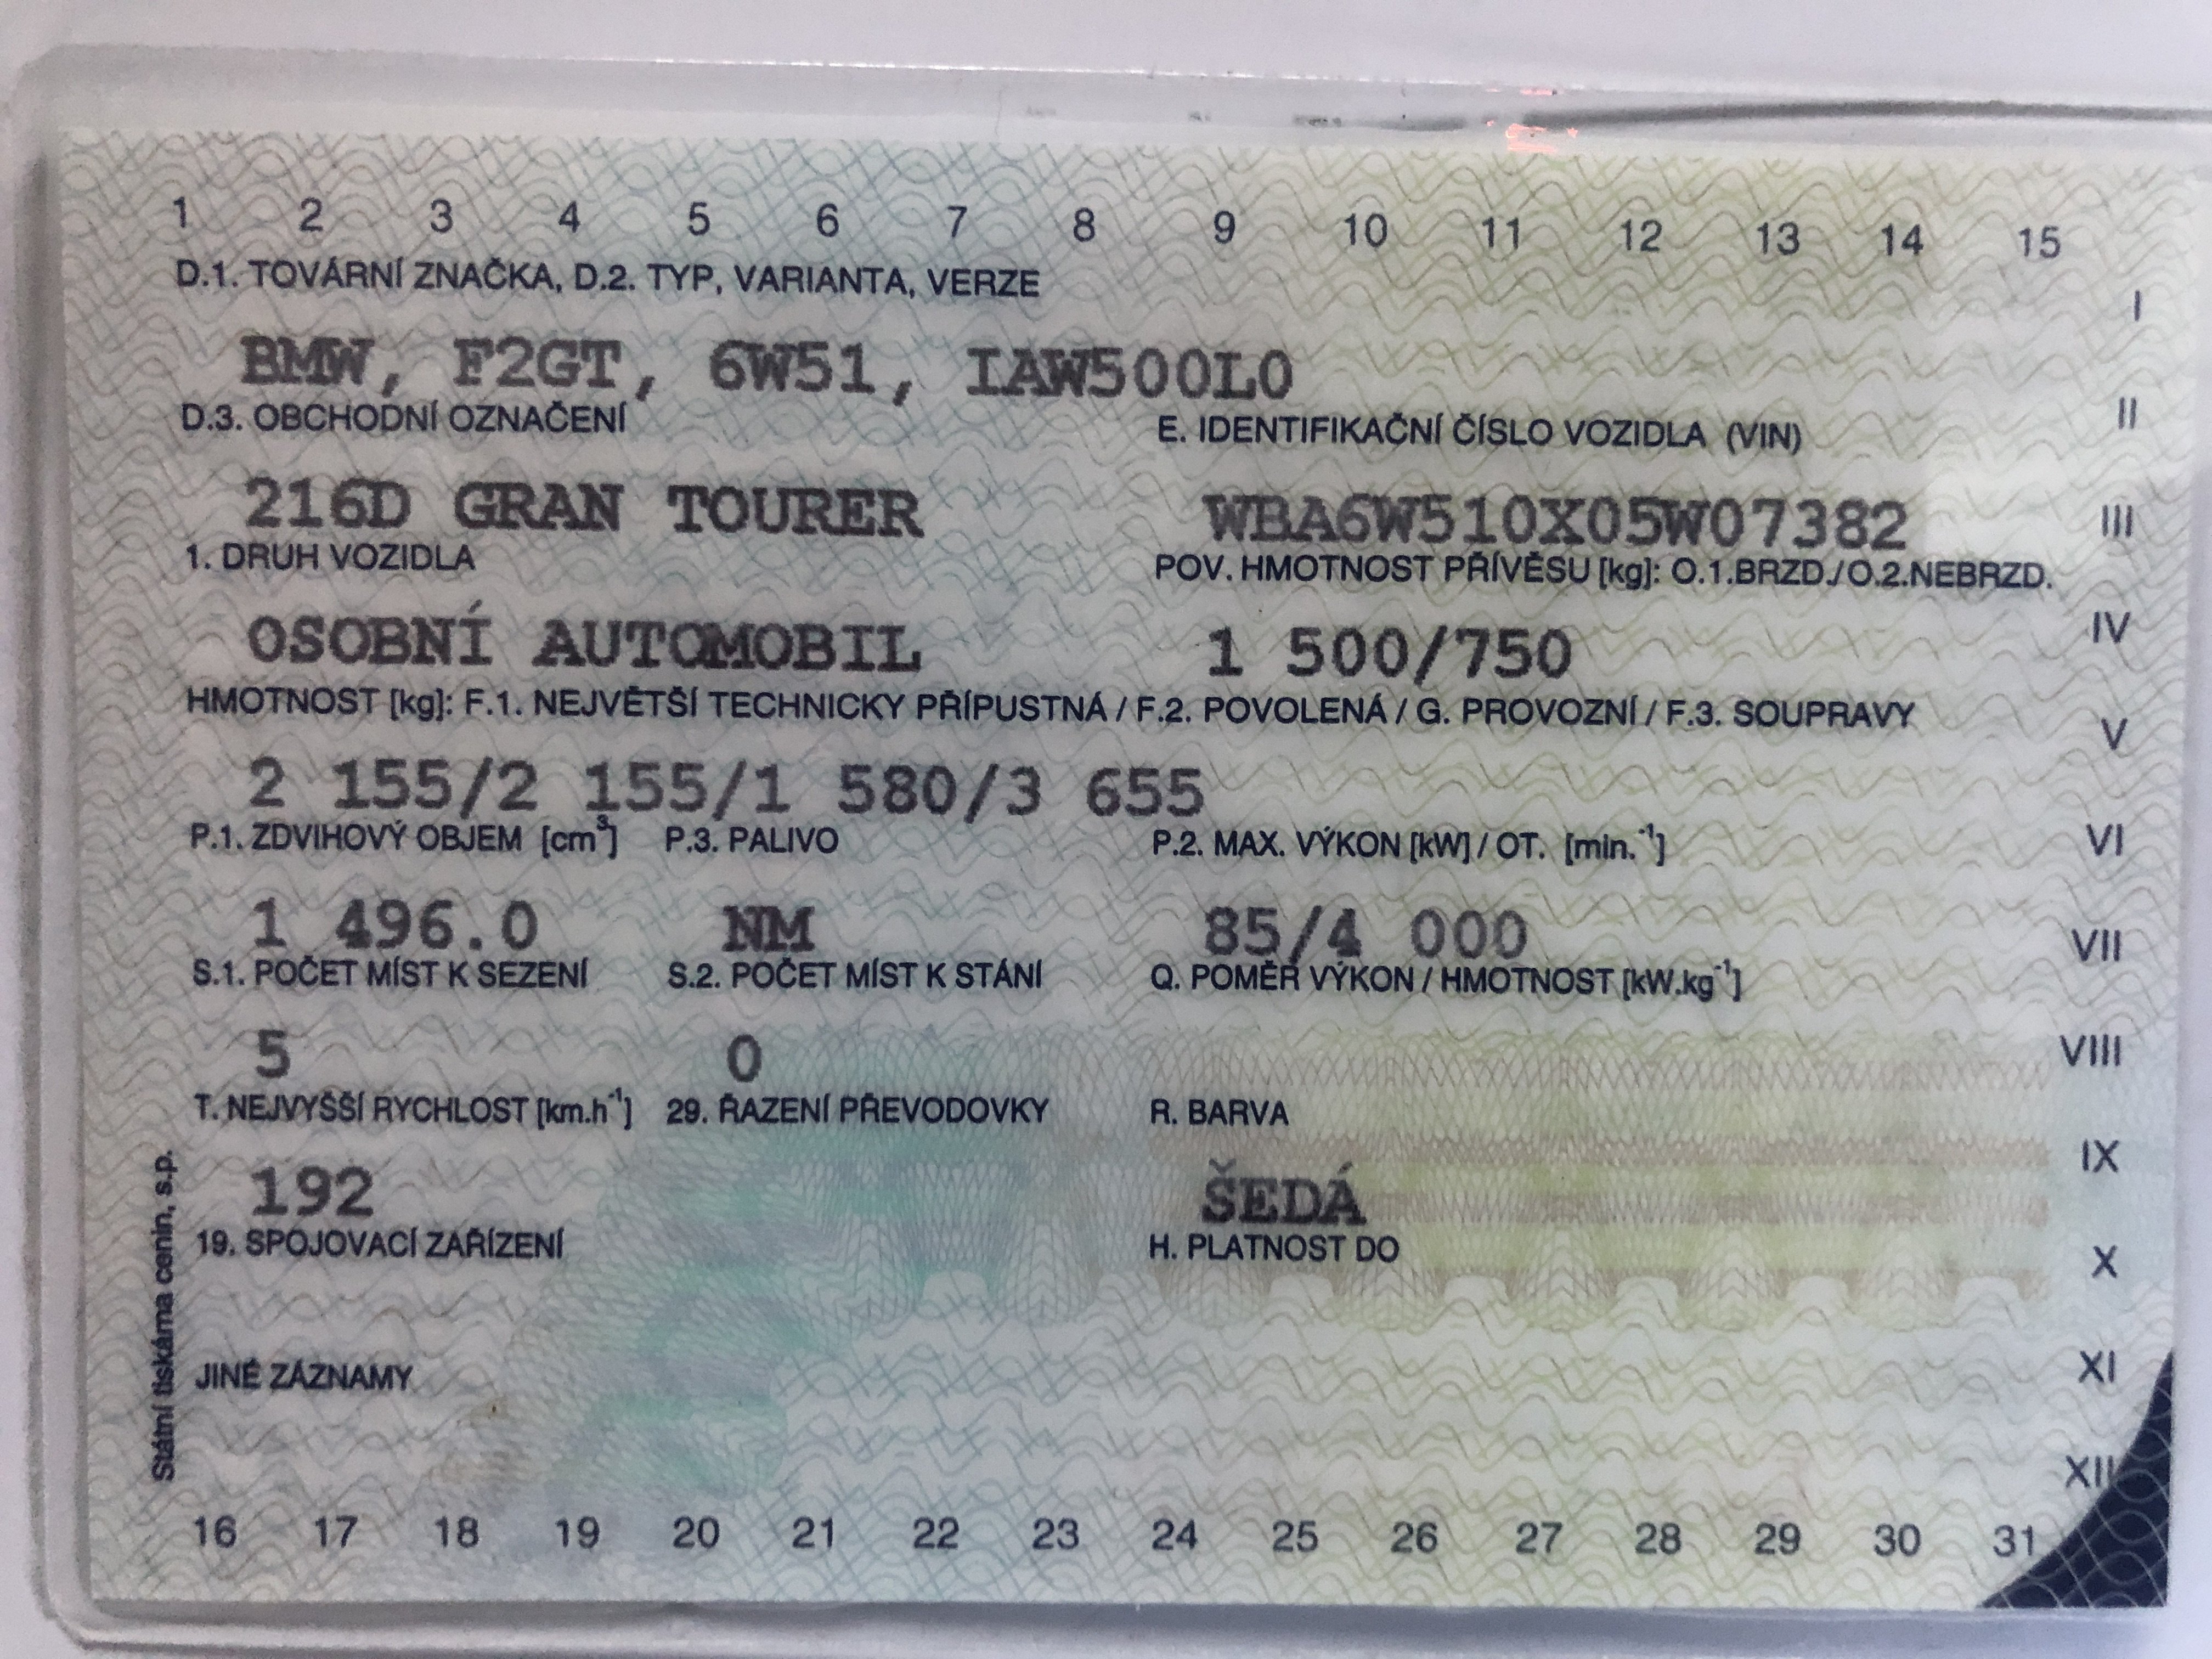 1 2 3 4 5 6 7 8 9 10 11 12 13 14 15
D.1. TOVÁRNÍ ZNAČKA, D.2. TYP, VARIANTA, VERZE
I
BMW, F2GT, 6W51, IAW500L0
D.3. OBCHODNÍ OZNAČENÍ E. IDENTIFIKAČNÍ ČÍSLO VOZIDLA (VIN)
II
216D GRAN TOURER WBA6W510X05W07382
III
1. DRUH VOZIDLA POV. HMOTNOST PŘÍVĚSU [kg]: O.1.BRZD./O.2.NEBRZD.
OSOBNÍ AUTOMOBIL 1 500/750
IV
HMOTNOST [kg]: F.1. NEJVĚTŠÍ TECHNICKY PŘÍPUSTNÁ / F.2. POVOLENÁ / G. PROVOZNÍ / F.3. SOUPRAVY
V
2 155/2 155/1 580/3 655
P.1. ZDVIHOVÝ OBJEM [cm³] P.3. PALIVO P.2. MAX. VÝKON [kW] / OT. [min.⁻¹]
VI
1 496.0 NM 85/4 000
VII
S.1. POČET MÍST K SEZENÍ S.2. POČET MÍST K STÁNÍ Q. POMĚR VÝKON / HMOTNOST [kW.kg⁻¹]
5 0
VIII
T. NEJVYŠŠÍ RYCHLOST [km.h⁻¹] 29. ŘAZENÍ PŘEVODOVKY R. BARVA
IX
192 ŠEDÁ
19. SPOJOVACÍ ZAŘÍZENÍ H. PLATNOST DO
X
JINÉ ZÁZNAMY
XI
XII
Státní tiskárna cenin, s.p.
16 17 18 19 20 21 22 23 24 25 26 27 28 29 30 31